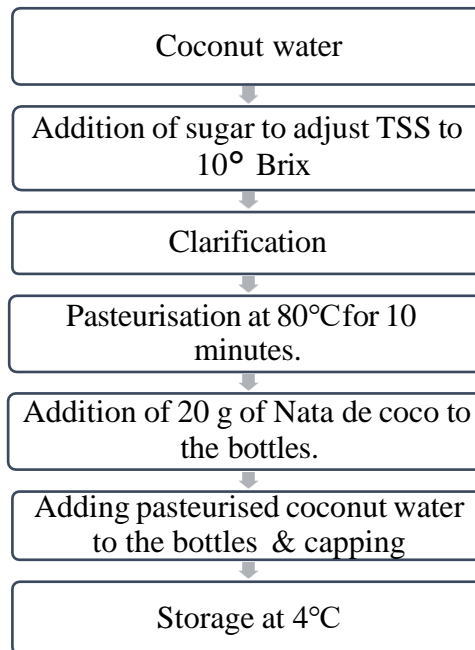 Coconut water
Addition of sugar to adjust TSS to
10° Brix
Clarification
Pasteurisation at 80°Cfor 10
minutes.
Addition of 20 g of Nata de coco to
the bottles.
Adding pasteurised coconut water
to the bottles & capping
Storage at 4°C